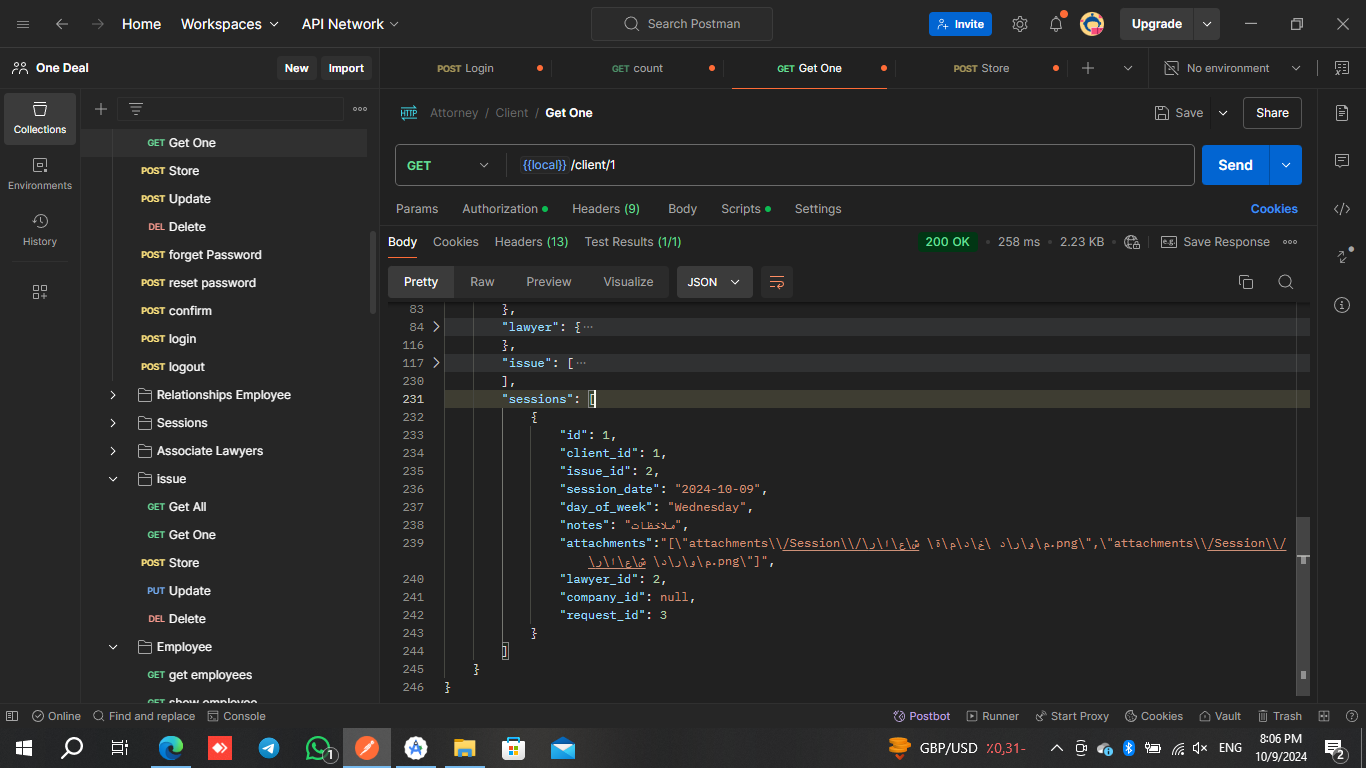 Home
Workspaces
API Network
Search Postman
Invite
Upgrade
One Deal
New
Import
POST Login
GET count
GET Get One
POST Store
No environment
Collections
Environments
History
GET Get One
POST Store
POST Update
DEL Delete
POST forget Password
POST reset password
POST confirm
POST login
POST logout
Relationships Employee
Sessions
Associate Lawyers
issue
GET Get All
GET Get One
POST Store
PUT Update
DEL Delete
Employee
GET get employees
GET show employee
HTTP Attorney / Client / Get One
Save
Share
GET
{{local}} /client/1
Send
Params Authorization Headers (9) Body Scripts Settings
Cookies
Body Cookies Headers (13) Test Results (1/1)
200 OK 258 ms 2.23 KB
e.g. Save Response
Pretty Raw Preview Visualize JSON
83 },
84 "lawyer": {
116 },
117 "issue": [
230 ],
231 "sessions": [
232 {
233 "id": 1,
234 "client_id": 1,
235 "issue_id": 2,
236 "session_date": "2024-10-09",
237 "day_of_week": "Wednesday",
238 "notes": "ملاحظات",
239 "attachments":"[\"attachments\\/Session\\/
.png\",\"attachments\\/Session\\/
.png\"]",
240 "lawyer_id": 2,
241 "company_id": null,
242 "request_id": 3
243 }
244 ]
245 }
246 }
Online
Find and replace
Console
Postbot
Runner
Start Proxy
Cookies
Vault
Trash
1
GBP/USD ٪0,31-
ENG
8:06 PM
10/9/2024
2